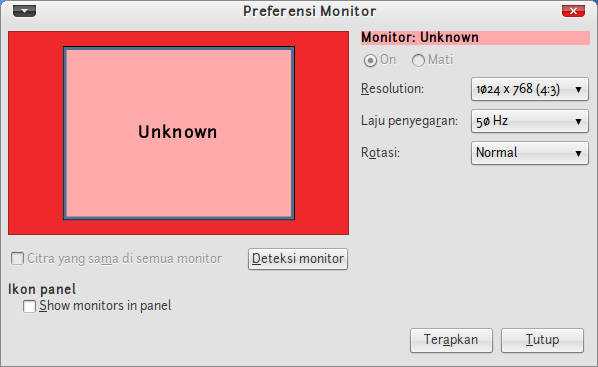 Preferensi Monitor
Unknown
Monitor: Unknown
On Mati
Resolution: 1024 x 768 (4:3)
Laju penyegaran: 50 Hz
Rotasi: Normal
Citra yang sama di semua monitor Deteksi monitor
Ikon panel
Show monitors in panel
Terapkan Tutup